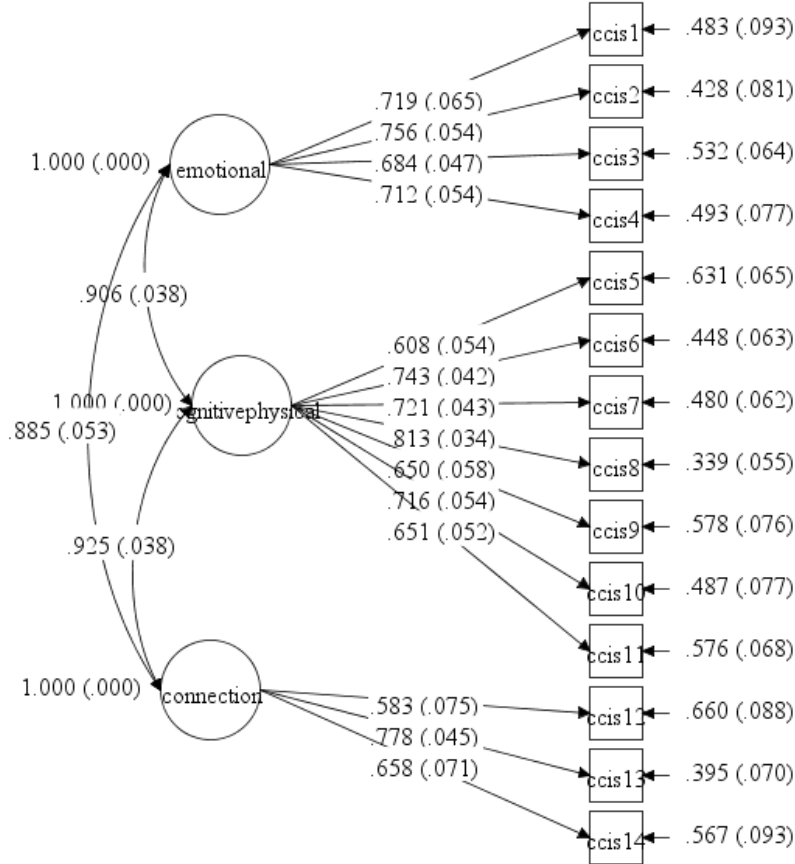 ccis1 .483 (.093)
.719 (.065) ccis2 .428 (.081)
.756 (.054)
1.000 (.000) emotional .684 (.047) ccis3 .532 (.064)
.712 (.054)
ccis4 .493 (.077)
ccis5 .631 (.065)
.906 (.038)
.608 (.054) ccis6 .448 (.063)
.743 (.042)
1.000 (.000) gnitivephysical .721 (.043) ccis7 .480 (.062)
.885 (.053) .813 (.034)
.650 (.058) ccis8 .339 (.055)
.716 (.054)
.651 (.052) ccis9 .578 (.076)
.925 (.038)
ccis10 .487 (.077)
ccis11 .576 (.068)
1.000 (.000) connection .583 (.075) ccis12 .660 (.088)
.778 (.045)
.658 (.071) ccis13 .395 (.070)
ccis14 .567 (.093)